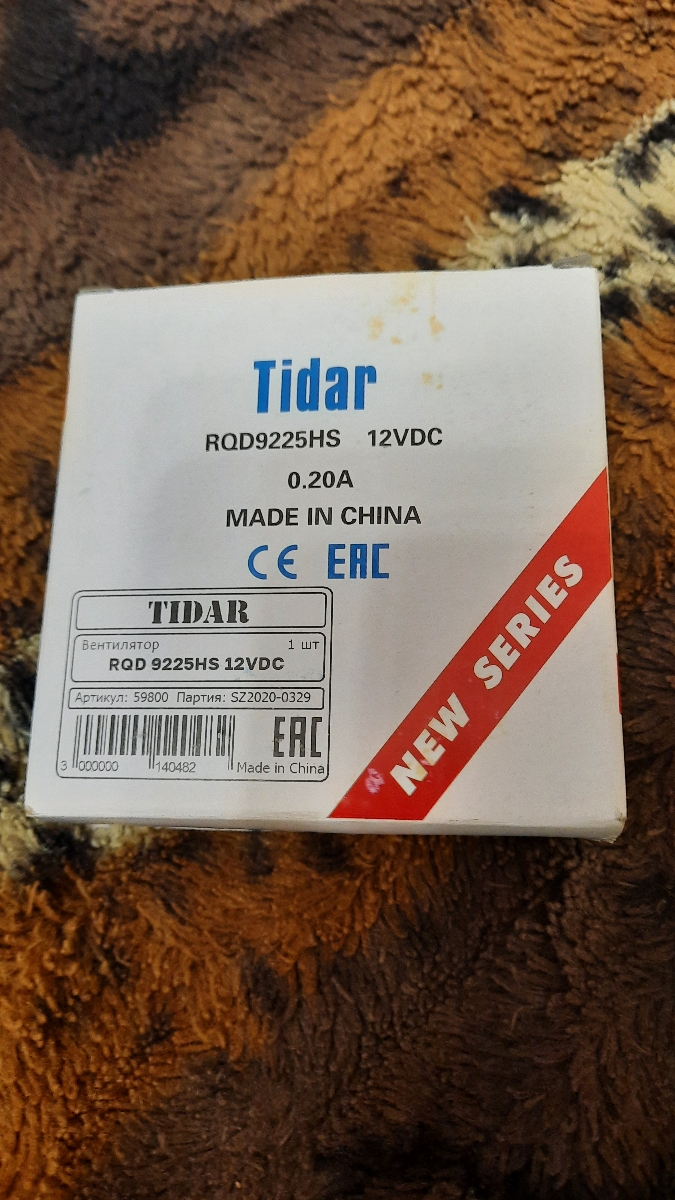 Tidar
RQD9225HS 12VDC
0.20A
MADE IN CHINA
CE EAC
TIDAR
Вентилятор 1 шт
RQD 9225HS 12VDC
Артикул: 59800 Партия: SZ2020-0329
EAC
3 000000 140482 Made in China
NEW SERIES